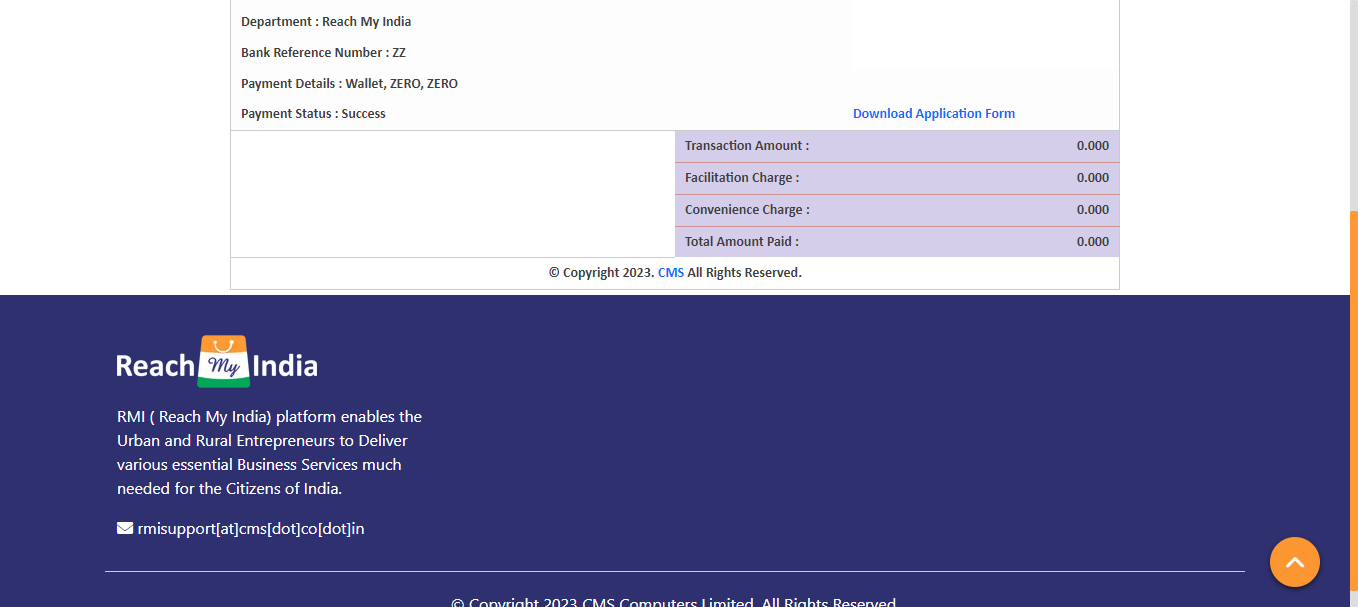 Department : Reach My India
Bank Reference Number : ZZ
Payment Details : Wallet, ZERO, ZERO
Payment Status : Success
Download Application Form
Transaction Amount : 0.000
Facilitation Charge : 0.000
Convenience Charge : 0.000
Total Amount Paid : 0.000
© Copyright 2023. CMS All Rights Reserved.
Reach My India
RMI ( Reach My India) platform enables the
Urban and Rural Entrepreneurs to Deliver
various essential Business Services much
needed for the Citizens of India.
rmisupport[at]cms[dot]co[dot]in
© Copyright 2023 CMS Computers Limited. All Rights Reserved